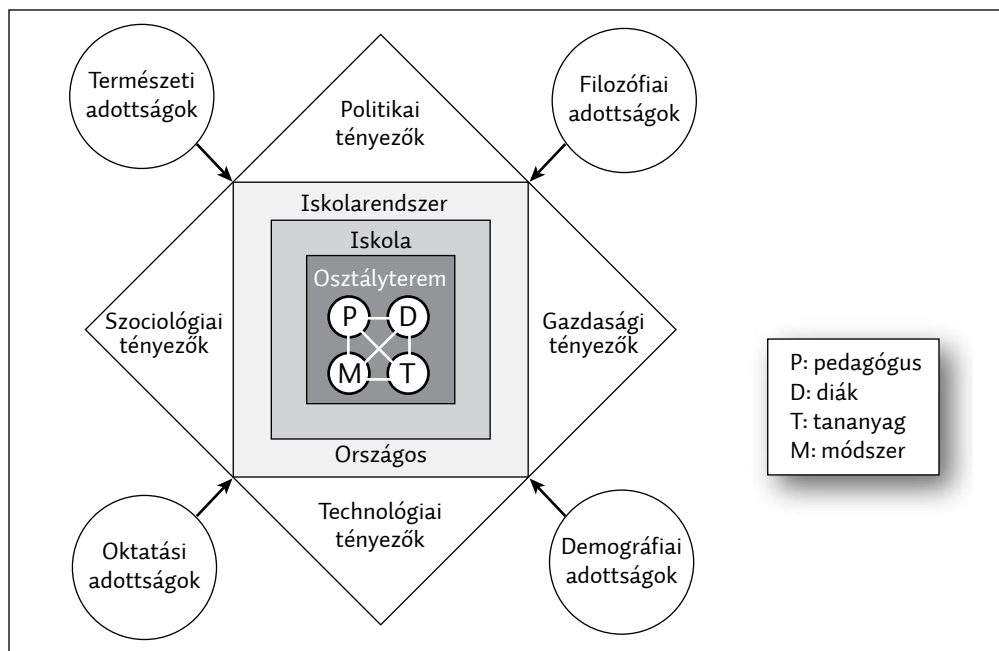 Természeti
adottságok
Politikai
tényezők
Filozófiai
adottságok
Iskolarendszer
Iskola
Osztályterem
P D
M T
Szociológiai
tényezők
Gazdasági
tényezők
Országos
Technológiai
tényezők
Oktatási
adottságok
Demográfiai
adottságok
P: pedagógus
D: diák
T: tananyag
M: módszer